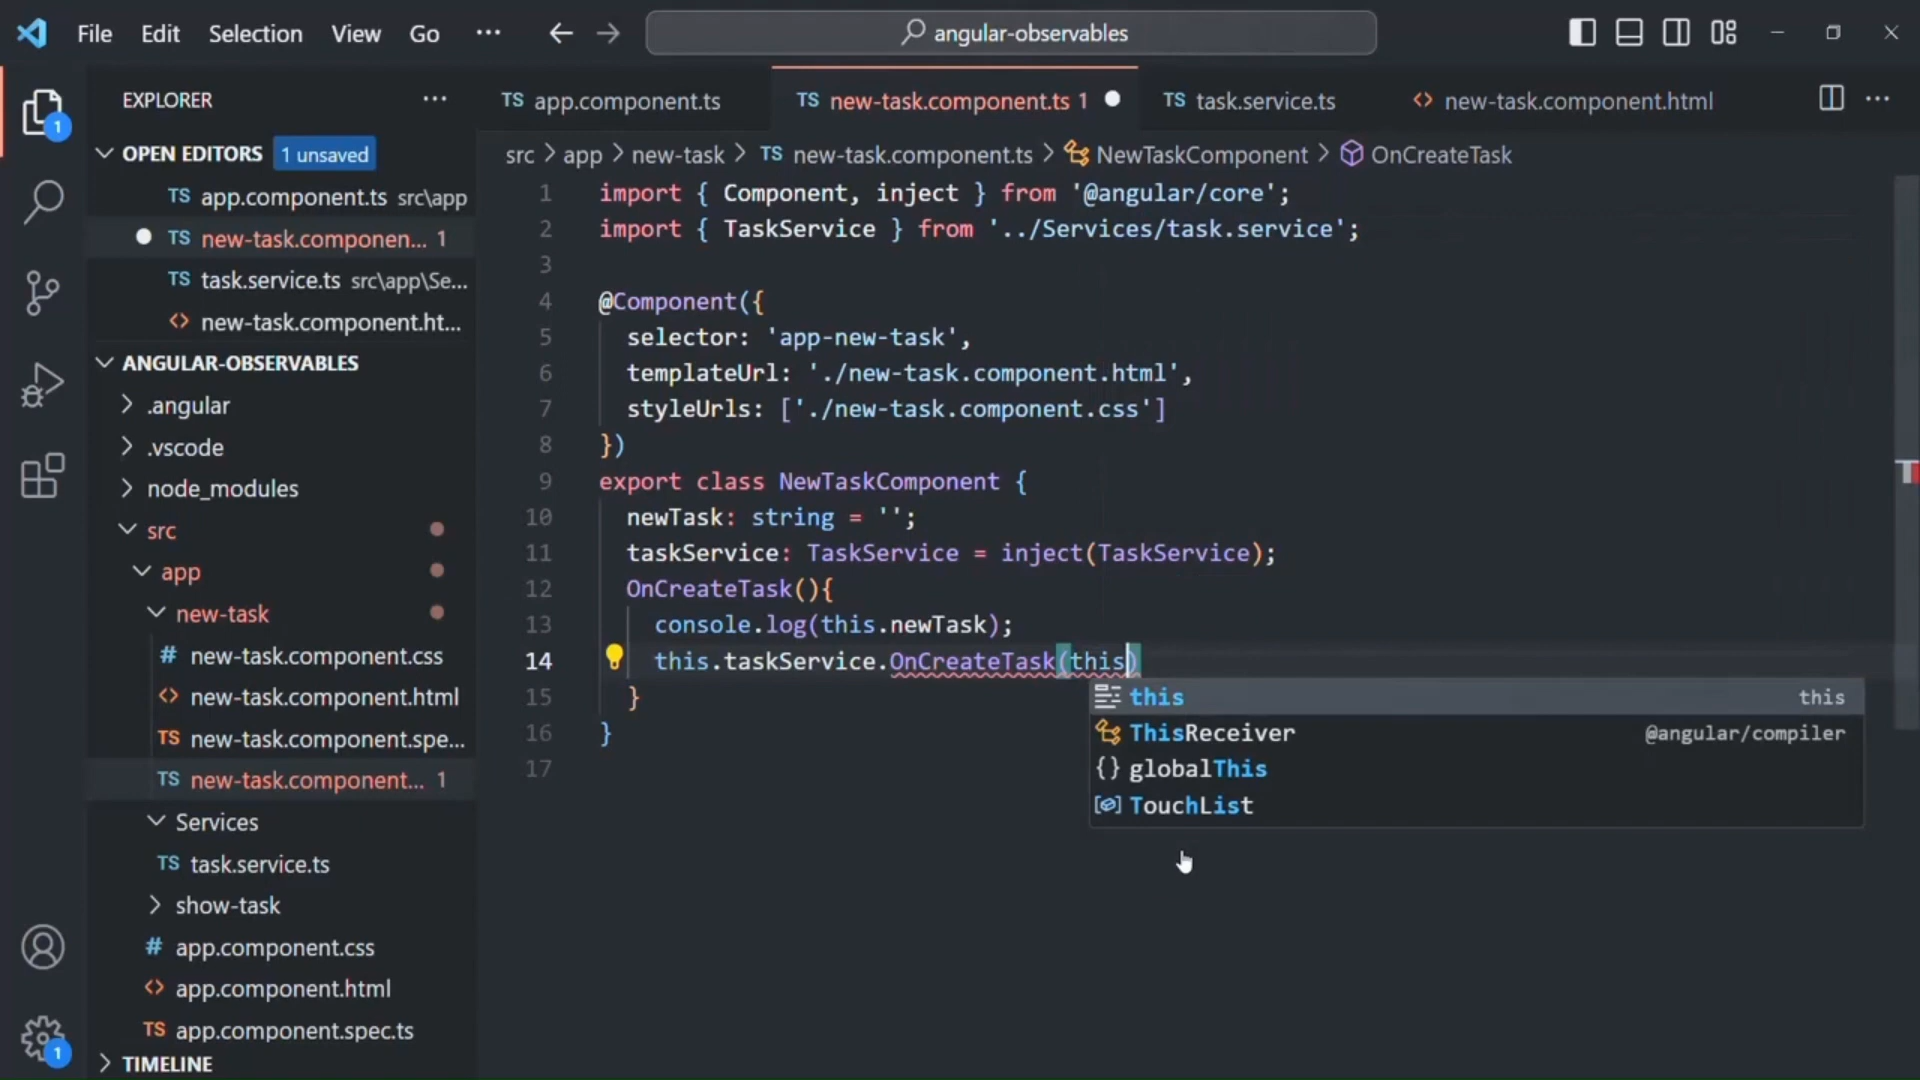 File Edit Selection View Go ··· angular-observables
EXPLORER ···
OPEN EDITORS 1 unsaved
TS app.component.ts src\app
TS new-task.componen... 1
TS task.service.ts src\app\Se...
<> new-task.component.ht...
ANGULAR-OBSERVABLES
.angular
.vscode
node_modules
src
app
new-task
# new-task.component.css
<> new-task.component.html
TS new-task.component.spe...
TS new-task.component... 1
Services
TS task.service.ts
show-task
# app.component.css
<> app.component.html
TS app.component.spec.ts
TIMELINE
1
1
TS app.component.ts TS new-task.component.ts 1 TS task.service.ts <> new-task.component.html ···
src > app > new-task > TS new-task.component.ts > NewTaskComponent > OnCreateTask
1 import { Component, inject } from '@angular/core';
2 import { TaskService } from '../Services/task.service';
3
4 @Component({
5 selector: 'app-new-task',
6 templateUrl: './new-task.component.html',
7 styleUrls: ['./new-task.component.css']
8 })
9 export class NewTaskComponent {
10 newTask: string = '';
11 taskService: TaskService = inject(TaskService);
12 OnCreateTask(){
13 console.log(this.newTask);
14 this.taskService.OnCreateTask(this)
15 }
16 }
17
this this
ThisReceiver @angular/compiler
{} globalThis
TouchList